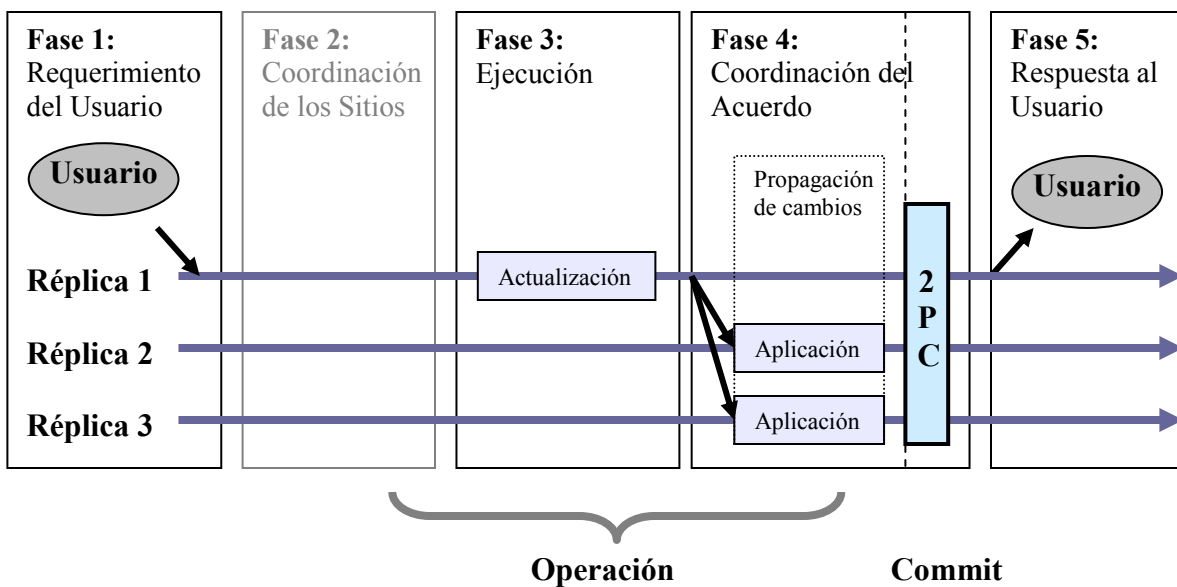 Fase 1:
Requerimiento
del Usuario
Usuario
Fase 2:
Coordinación
de los Sitios
Fase 3:
Ejecución
Fase 4:
Coordinación del
Acuerdo
Propagación
de cambios
Fase 5:
Respuesta al
Usuario
Usuario
Réplica 1
Actualización
Réplica 2
Aplicación
Réplica 3
Aplicación
2
P
C
Operación
Commit